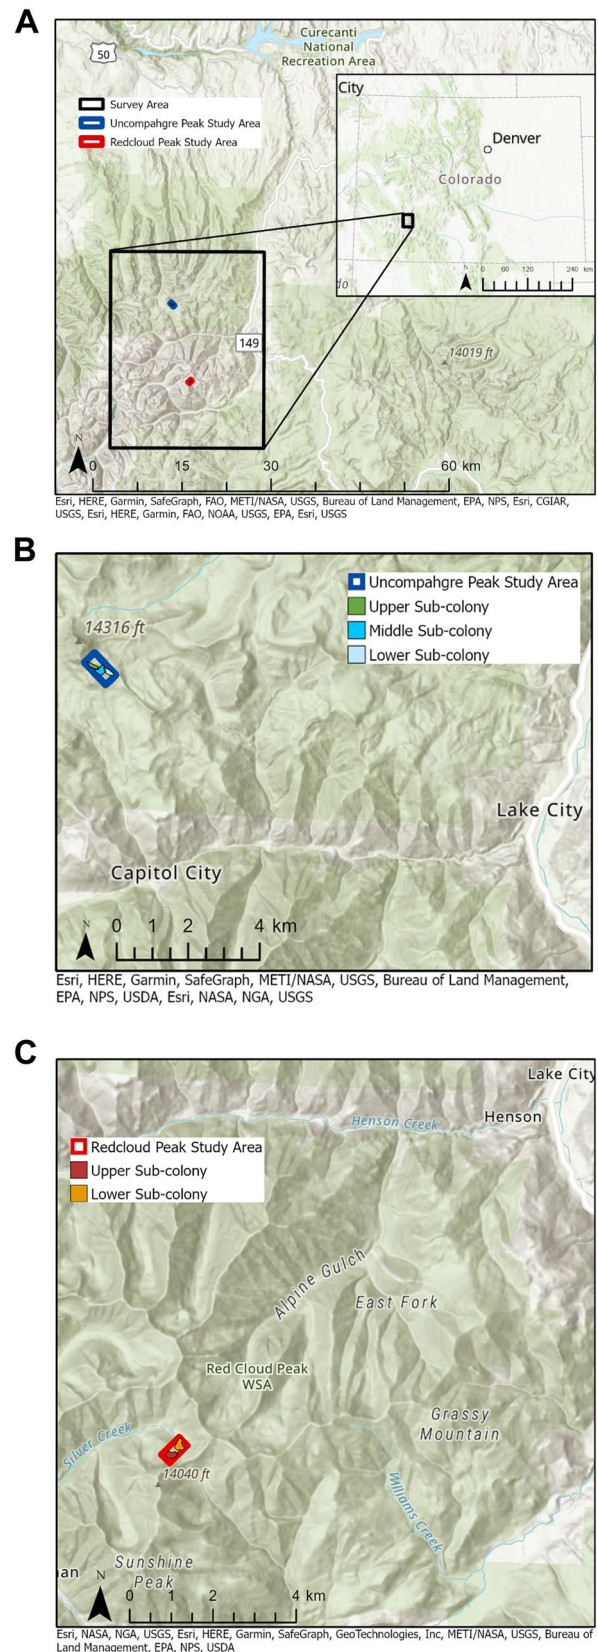 A
50
Curecanti
National
Recreation Area
Survey Area
Uncompahgre Peak Study Area
Redcloud Peak Study Area
City
Denver
Colorado
N
0 60 120 240 km
do
149
14019 ft
N
0 15 30 60 km
Esri, HERE, Garmin, SafeGraph, FAO, METI/NASA, USGS, Bureau of Land Management, EPA, NPS, Esri, CGIAR,
USGS, Esri, HERE, Garmin, FAO, NOAA, USGS, EPA, Esri, USGS
B
Uncompahgre Peak Study Area
Upper Sub-colony
Middle Sub-colony
Lower Sub-colony
14316 ft
Lake City
Capitol City
N
0 1 2 4 km
Esri, HERE, Garmin, SafeGraph, METI/NASA, USGS, Bureau of Land Management,
EPA, NPS, USDA, Esri, NASA, NGA, USGS
C
Lake City
Henson
Henson Creek
Redcloud Peak Study Area
Upper Sub-colony
Lower Sub-colony
Alpine Gulch
East Fork
Red Cloud Peak
WSA
Grassy
Mountain
Silver Creek
14040 ft
Williams Creek
Sunshine
Peak
an
N
0 1 2 4 km
Esri, NASA, NGA, USGS, Esri, HERE, Garmin, SafeGraph, GeoTechnologies, Inc, METI/NASA, USGS, Bureau of
Land Management, EPA, NPS, USDA